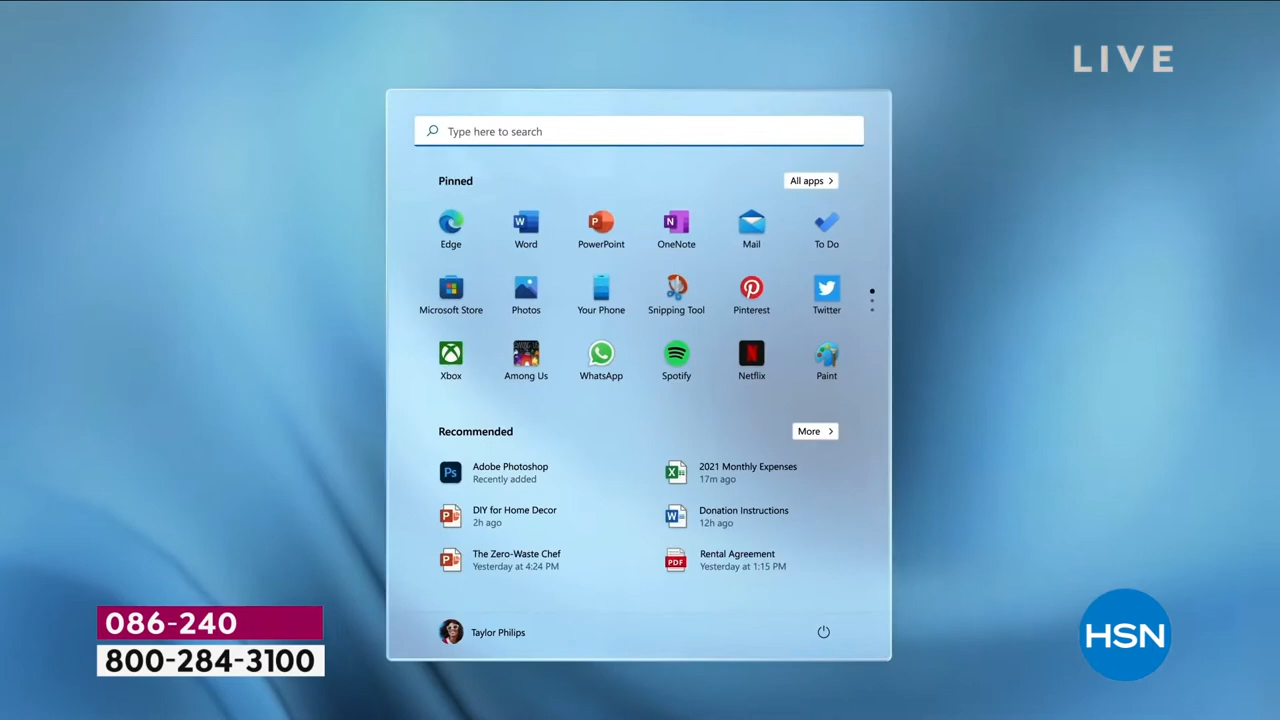 LIVE
Type here to search
Pinned
All apps >
Edge Word PowerPoint OneNote Mail To Do
Microsoft Store Photos Your Phone Snipping Tool Pinterest Twitter
Xbox Among Us WhatsApp Spotify Netflix Paint
Recommended
More >
Adobe Photoshop
Recently added
2021 Monthly Expenses
17m ago
DIY for Home Decor
2h ago
Donation Instructions
12h ago
The Zero-Waste Chef
Yesterday at 4:24 PM
PDF
Rental Agreement
Yesterday at 1:15 PM
Taylor Philips
086-240
800-284-3100
HSN